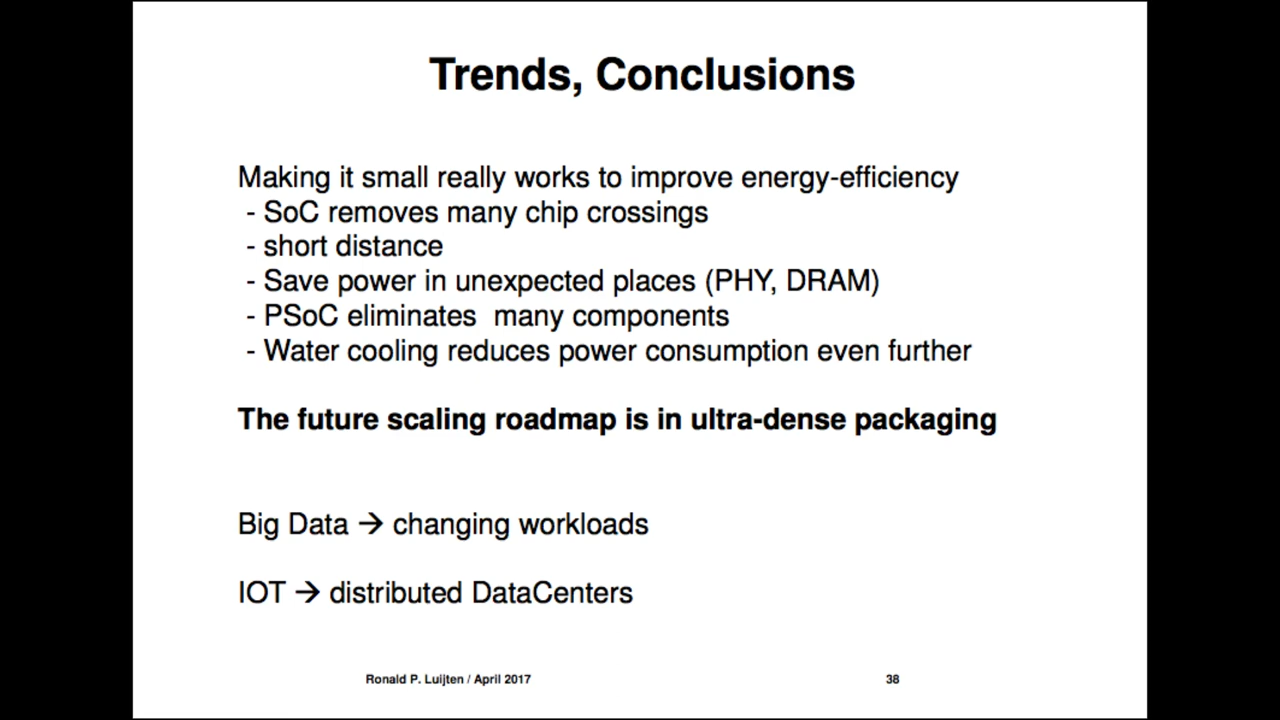 Trends, Conclusions
Making it small really works to improve energy-efficiency
- SoC removes many chip crossings
- short distance
- Save power in unexpected places (PHY, DRAM)
- PSoC eliminates  many components
- Water cooling reduces power consumption even further
The future scaling roadmap is in ultra-dense packaging
Big Data → changing workloads
IOT → distributed DataCenters
Ronald P. Luijten / April 2017
38